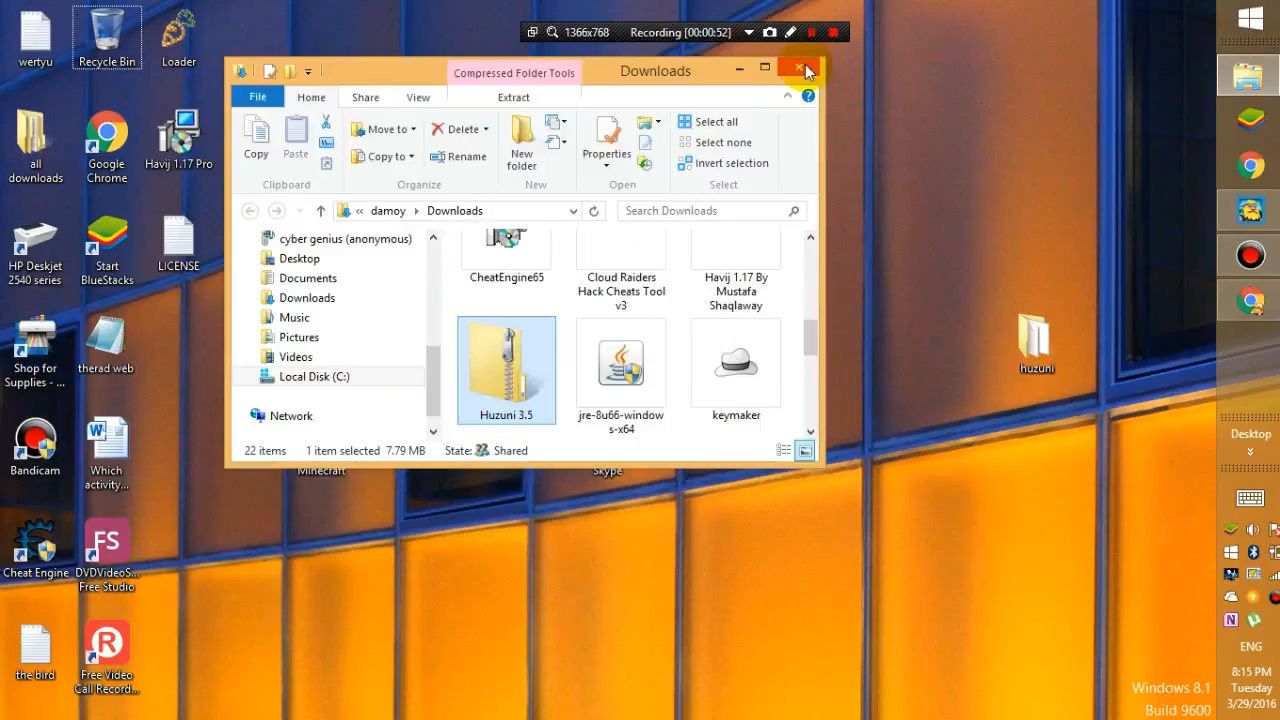 1366x768
Recording [00:00:52]
wertyu
Recycle Bin
Loader
Compressed Folder Tools
Downloads
File
Home
Share
View
Extract
Copy
Paste
Move to
Copy to
Delete
Rename
New
folder
Properties
Select all
Select none
Invert selection
Clipboard
Organize
New
Open
Select
all
downloads
Google
Chrome
Havij 1.17 Pro
damoy
Downloads
Search Downloads
cyber genius (anonymous)
Desktop
Documents
Downloads
Music
Pictures
Videos
Local Disk (C:)
Network
CheatEngine65
Cloud Raiders
Hack Cheats Tool
v3
Havij 1.17 By
Mustafa
Shaqlaway
Huzuni 3.5
jre-8u66-window
s-x64
keymaker
22 items
1 item selected 7.79 MB
State:
Shared
HP Deskjet
2540 series
Start
BlueStacks
LICENSE
Shop for
Supplies - ...
therad web
huzuni
Bandicam
W
Which
activity...
Minecraft
Skype
Cheat Engine
FS
DVDVideoS...
Free Studio
the bird
R
Free Video
Call Record...
Desktop
N
ENG
8:15 PM
Tuesday
3/29/2016
Windows 8.1
Build 9600